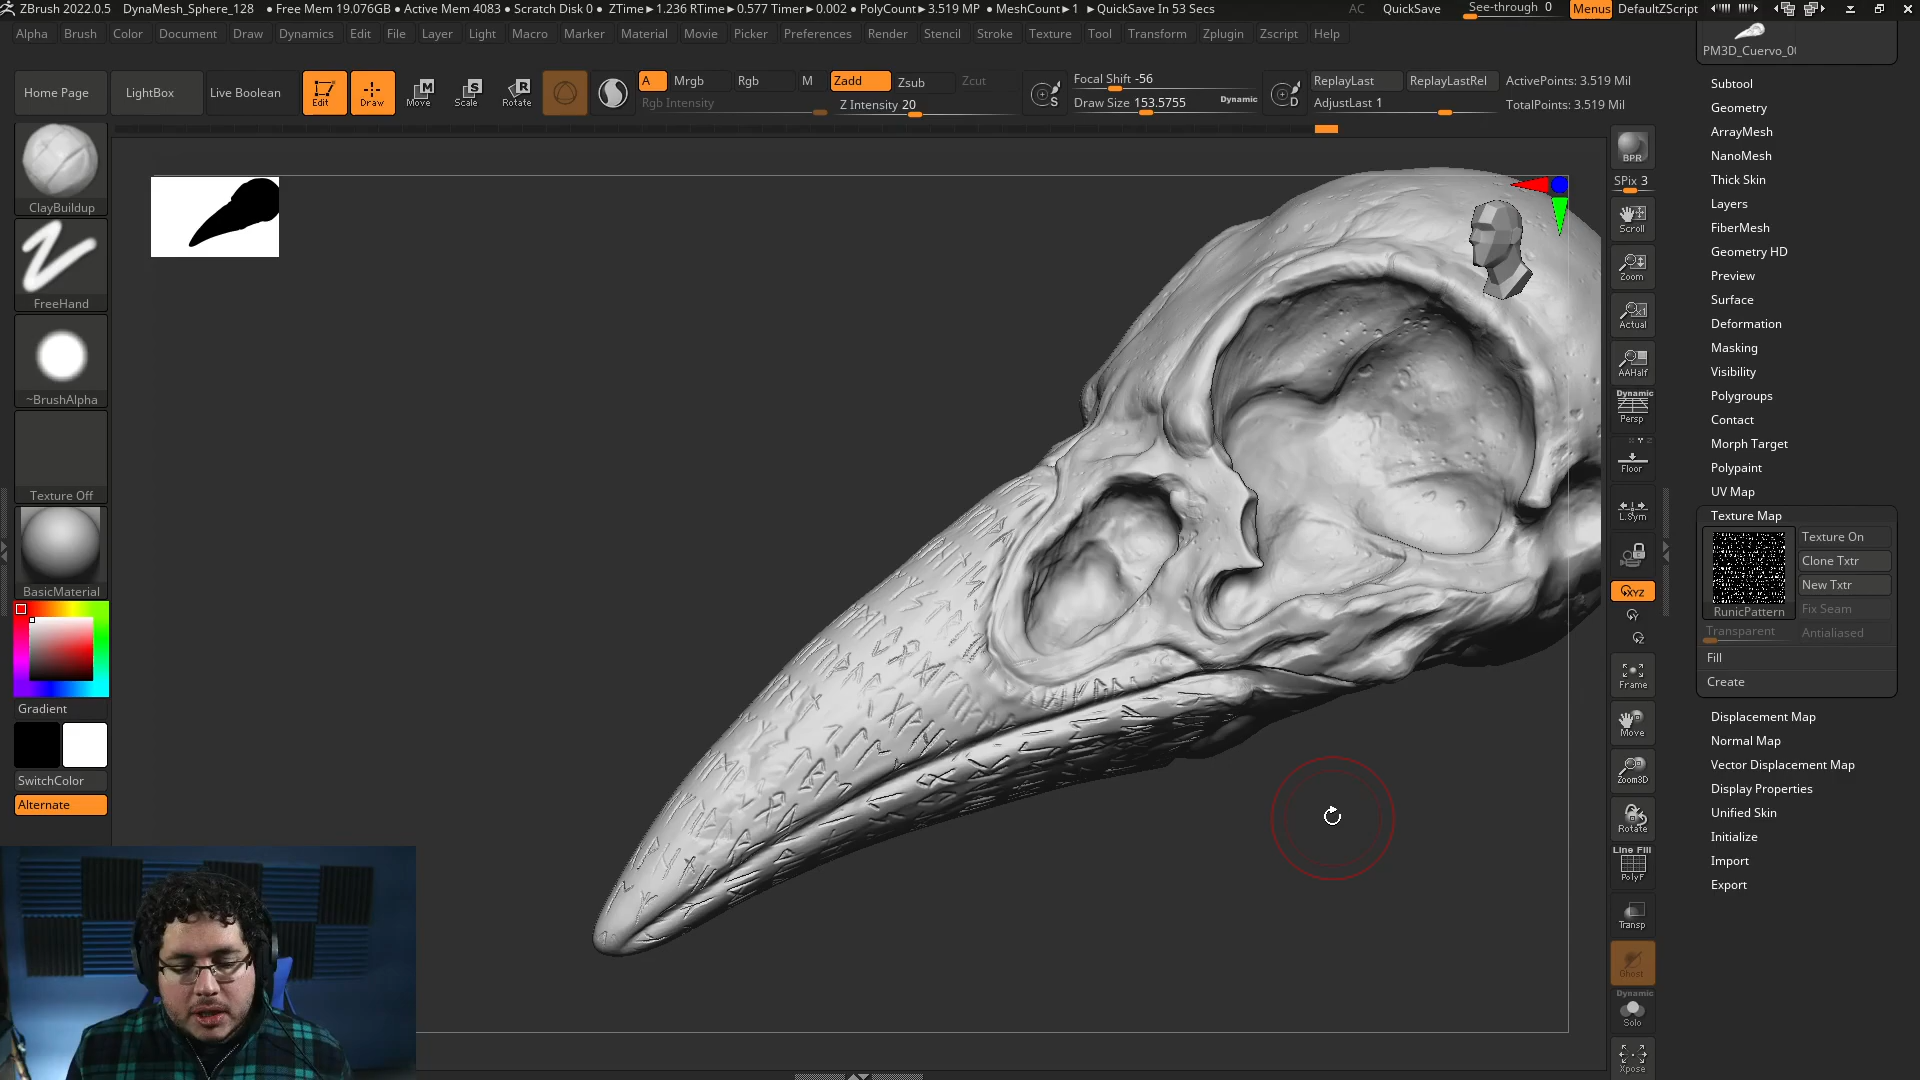 ZBrush 2022.0.5 DynaMesh_Sphere_128 ● Free Mem 19,076GB ● Active Mem 4083 ● Scratch Disk 0 ● ZTime►1.236 RTime►0.577 Timer►0.002 ● PolyCount►3.519 MP ● MeshCount►1 ►QuickSave In 53 Secs AC QuickSave See-through 0 Menus DefaultZScript
Alpha Brush Color Document Draw Dynamics Edit File Layer Light Macro Marker Material Movie Picker Preferences Render Stencil Stroke Texture Tool Transform Zplugin Zscript Help
Home Page LightBox Live Boolean Edit Draw Move Scale Rotate
A Mrgb Rgb M Zadd Zsub Zcut
Rgb Intensity Z Intensity 20
Focal Shift -56
Draw Size 153.5755 Dynamic
S
D
ReplayLast ReplayLastRel ActivePoints: 3.519 Mil
AdjustLast 1 TotalPoints: 3.519 Mil
ClayBuildup
FreeHand
~BrushAlpha
Texture Off
BasicMaterial
Gradient
SwitchColor
Alternate
BPR
SPix 3
Scroll
Zoom
Actual
AAHalf
Dynamic
Persp
Floor
L.Sym
XYZ
Y
Z
Frame
Move
Zoom3D
Rotate
Line Fill
PolyF
Transp
Ghost
Dynamic
Solo
Xpose
Subtool
Geometry
ArrayMesh
NanoMesh
Thick Skin
Layers
FiberMesh
Geometry HD
Preview
Surface
Deformation
Masking
Visibility
Polygroups
Contact
Morph Target
Polypaint
UV Map
Texture Map
Texture On
Clone Txtr
New Txtr
RunicPattern Fix Seam
Transparent Antialiased
Fill
Create
Displacement Map
Normal Map
Vector Displacement Map
Display Properties
Unified Skin
Initialize
Import
Export